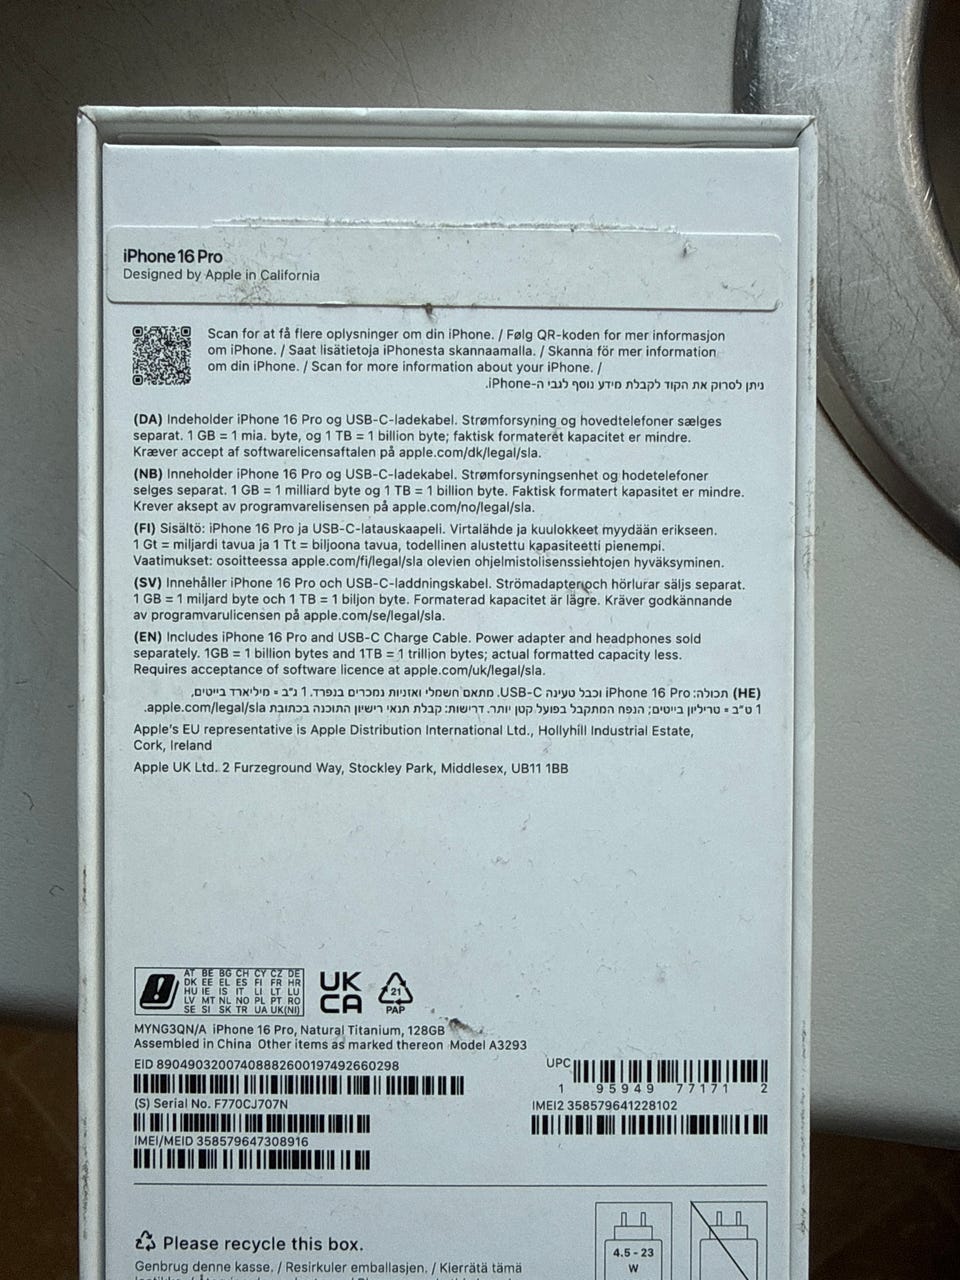 iPhone 16 Pro
Designed by Apple in California
Scan for at få flere oplysninger om din iPhone. / Følg QR-koden for mer informasjon
om iPhone. / Saat lisätietoja iPhonesta skannaamalla. / Skanna för mer information
om din iPhone. / Scan for more information about your iPhone. /
ניתן לסרוק את הקוד לקבלת מידע נוסף לגבי ה-iPhone.
(DA) Indeholder iPhone 16 Pro og USB-C-ladekabel. Strømforsyning og hovedtelefoner sælges
separat. 1 GB = 1 mia. byte, og 1 TB = 1 billion byte; faktisk formateret kapacitet er mindre.
Kræver accept af softwarelicensaftalen på apple.com/dk/legal/sla.
(NB) Inneholder iPhone 16 Pro og USB-C-ladekabel. Strømforsyningsenhet og hodetelefoner
selges separat. 1 GB = 1 milliard byte og 1 TB = 1 billion byte. Faktisk formatert kapasitet er mindre.
Krever aksept av programvarelisensen på apple.com/no/legal/sla.
(FI) Sisältö: iPhone 16 Pro ja USB-C-latauskaapeli. Virtalähde ja kuulokkeet myydään erikseen.
1 Gt = miljardi tavua ja 1 Tt = biljoona tavua, todellinen alustettu kapasiteetti pienempi.
Vaatimukset: osoitteessa apple.com/fi/legal/sla olevien ohjelmistolisenssiehtojen hyväksyminen.
(SV) Innehåller iPhone 16 Pro och USB-C-laddningskabel. Strömadapter och hörlurar säljs separat.
1 GB = 1 miljard byte och 1 TB = 1 biljon byte. Formaterad kapacitet är lägre. Kräver godkännande
av programvarulicensen på apple.com/se/legal/sla.
(EN) Includes iPhone 16 Pro and USB-C Charge Cable. Power adapter and headphones sold
separately. 1GB = 1 billion bytes and 1TB = 1 trillion bytes; actual formatted capacity less.
Requires acceptance of software licence at apple.com/uk/legal/sla.
(HE) תכולה: iPhone 16 Pro וכבל טעינה USB-C. מתאם חשמלי ואוזניות נמכרים בנפרד. 1 ג"ב = מיליארד בייטים,
1 ט"ב = טריליון בייטים; הנפח המתקבל בפועל קטן יותר. דרישות: קבלת תנאי רישיון התוכנה בכתובת apple.com/legal/sla.
Apple's EU representative is Apple Distribution International Ltd., Hollyhill Industrial Estate,
Cork, Ireland
Apple UK Ltd. 2 Furzeground Way, Stockley Park, Middlesex, UB11 1BB
AT BE BG CH CY CZ DE
DK EE EL ES FI FR HR
HU IE IS IT LI LT LU
LV MT NL NO PL PT RO
SE SI SK TR UA UK(NI)
UK
CA
21
PAP
MYNG3QN/A iPhone 16 Pro, Natural Titanium, 128GB
Assembled in China Other items as marked thereon Model A3293
EID 89049032007408882600197492660298
UPC
1 95949 77171 2
(S) Serial No. F770CJ707N
IMEI2 358579641228102
IMEI/MEID 358579647308916
Please recycle this box.
Genbrug denne kasse. / Resirkuler emballasjen. / Kierrätä tämä
4.5 - 23
W